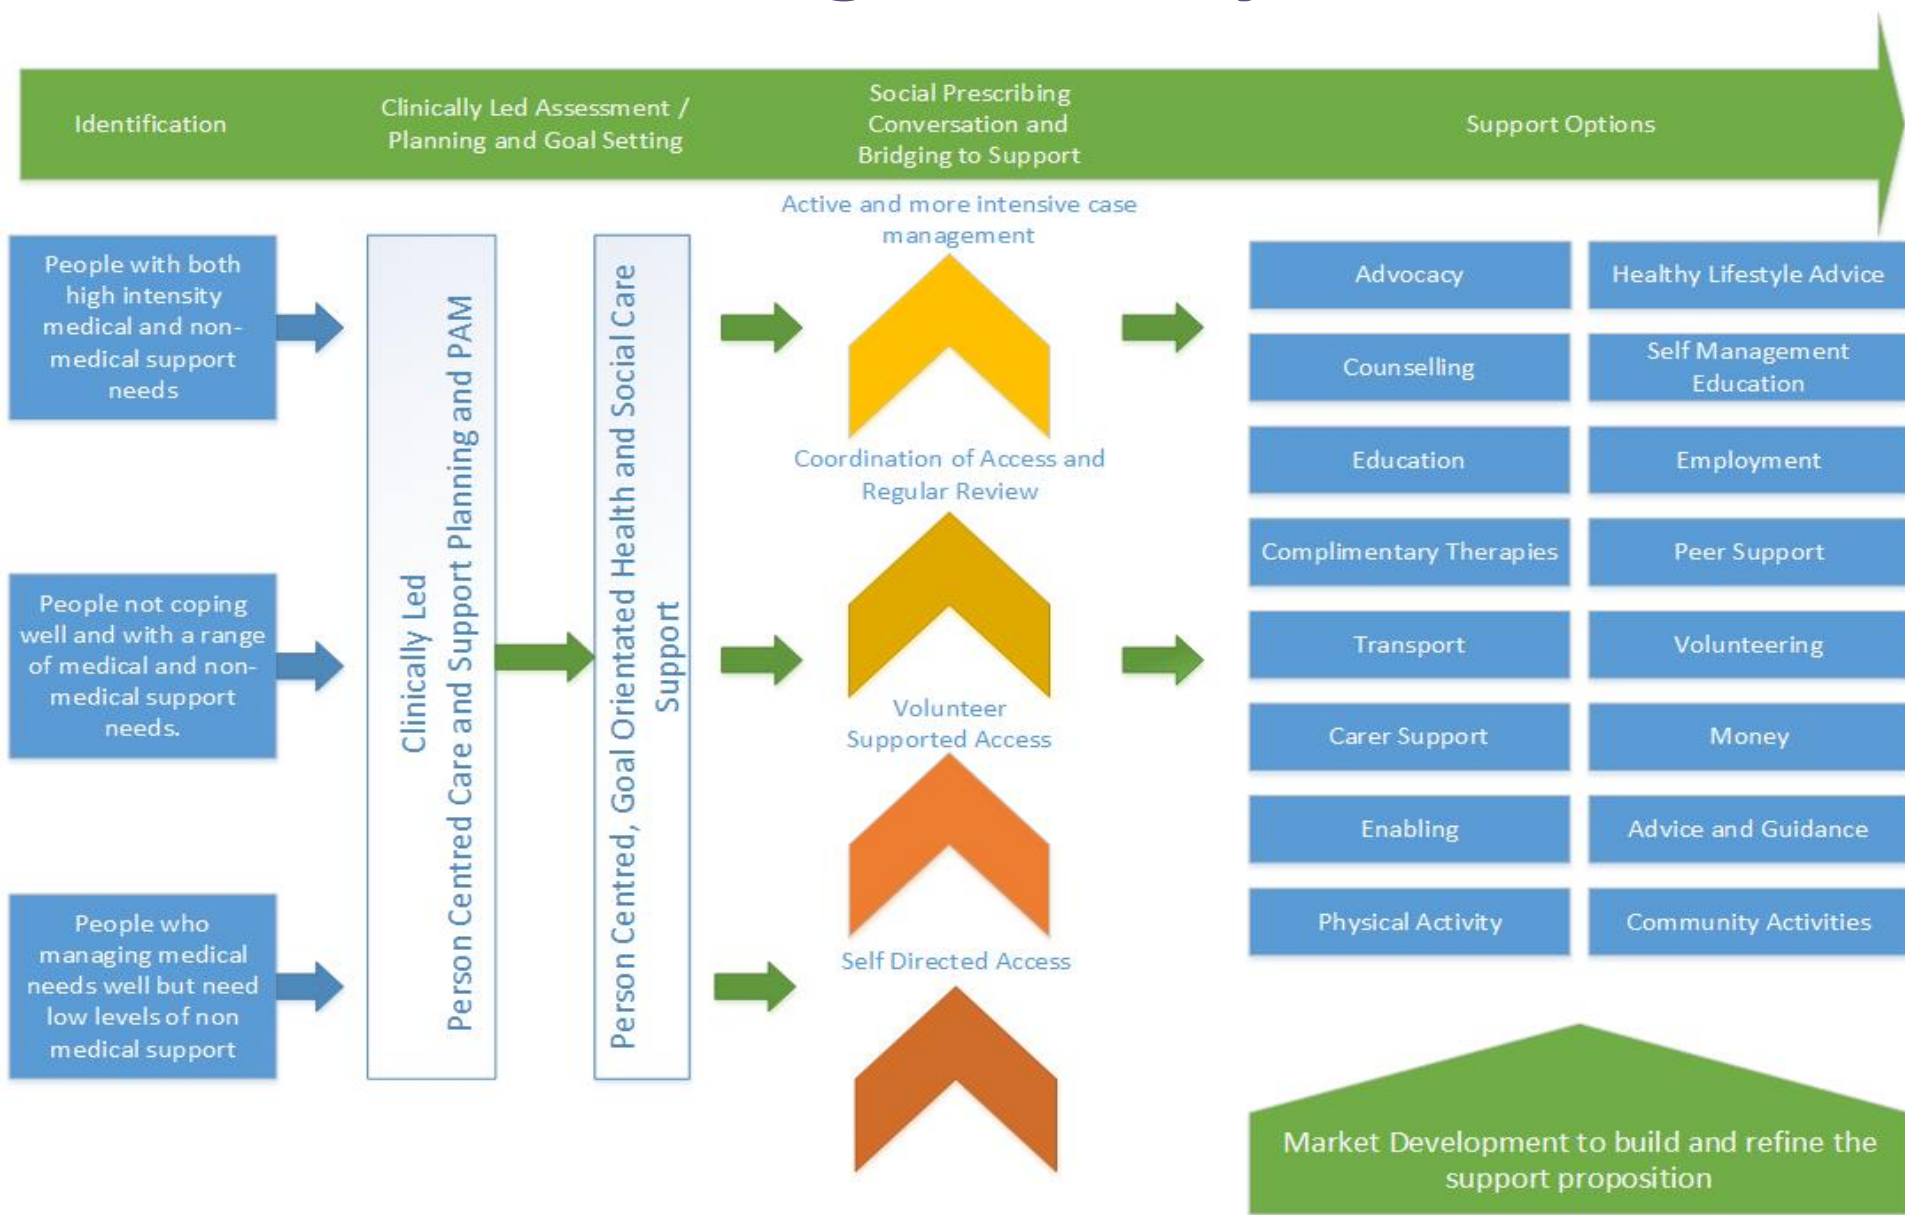 Identification
Clinically Led Assessment /
Planning and Goal Setting
Social Prescribing
Conversation and
Bridging to Support
Support Options
People with both
high intensity
medical and non-
medical support
needs
People not coping
well and with a range
of medical and non-
medical support
needs.
People who
managing medical
needs well but need
low levels of non
medical support
Clinically Led
Person Centred Care and Support Planning and PAM
Person Centred, Goal Orientated Health and Social Care
Support
Active and more intensive case
management
Coordination of Access and
Regular Review
Volunteer
Supported Access
Self Directed Access
Advocacy
Healthy Lifestyle Advice
Counselling
Self Management
Education
Education
Employment
Complimentary Therapies
Peer Support
Transport
Volunteering
Carer Support
Money
Enabling
Advice and Guidance
Physical Activity
Community Activities
Market Development to build and refine the
support proposition